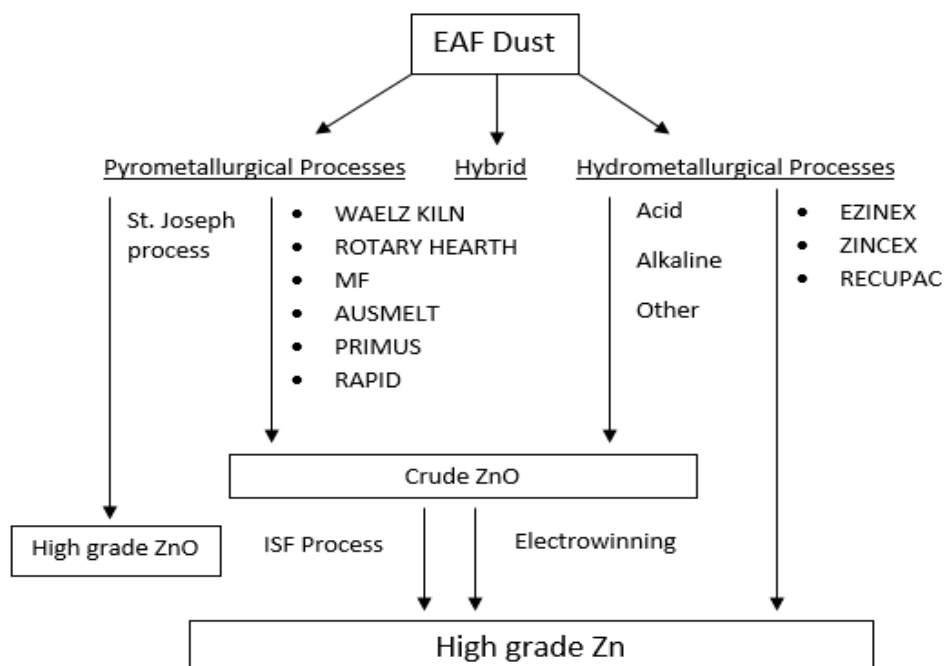 EAF Dust
Pyrometallurgical Processes
Hybrid
Hydrometallurgical Processes
St. Joseph
process
• WAELZ KILN
• ROTARY HEARTH
• MF
• AUSMELT
• PRIMUS
• RAPID
Acid
Alkaline
Other
• EZINEX
• ZINCEX
• RECUPAC
Crude ZnO
High grade ZnO
ISF Process
Electrowinning
High grade Zn